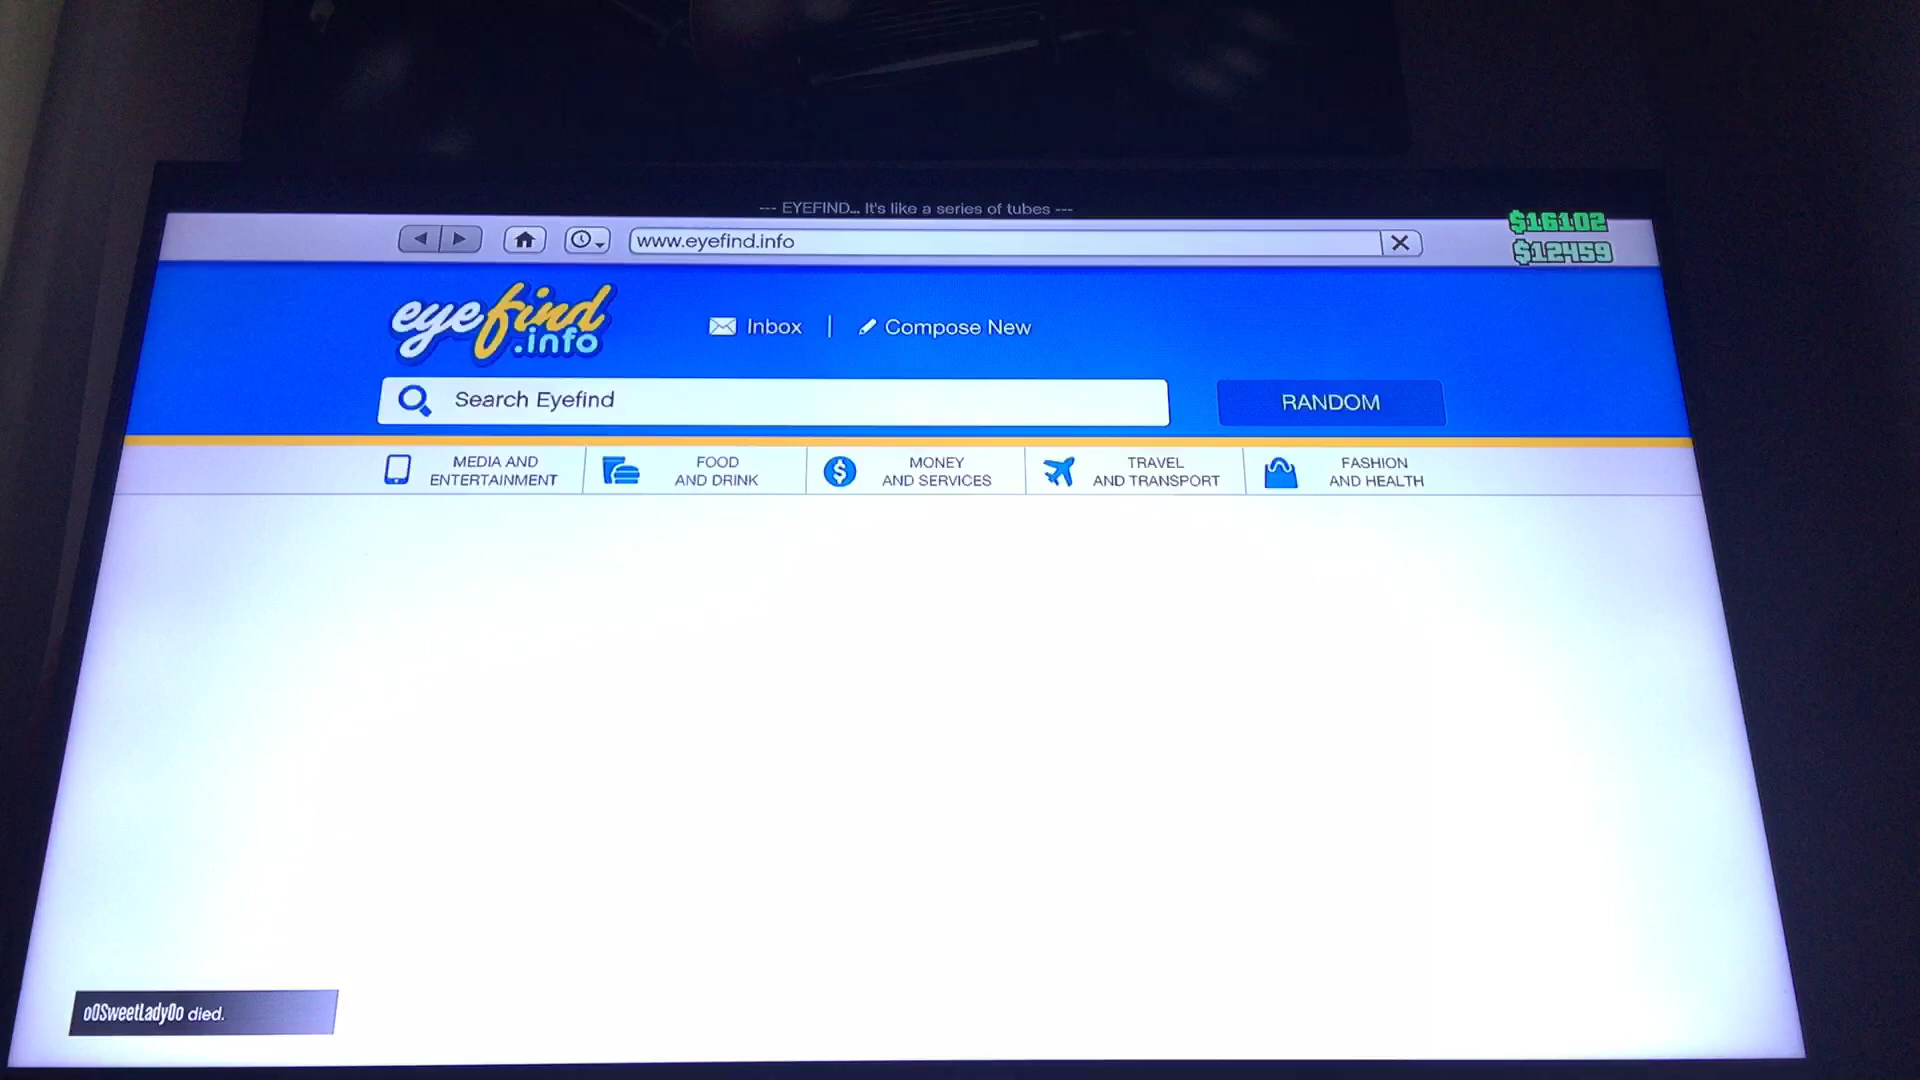 --- EYEFIND... It's like a series of tubes ---
www.eyefind.info
$16102
$12459
eyefind
.info
Inbox
Compose New
Search Eyefind
RANDOM
MEDIA AND
ENTERTAINMENT
FOOD
AND DRINK
MONEY
AND SERVICES
TRAVEL
AND TRANSPORT
FASHION
AND HEALTH
o0SweetLady0o died.